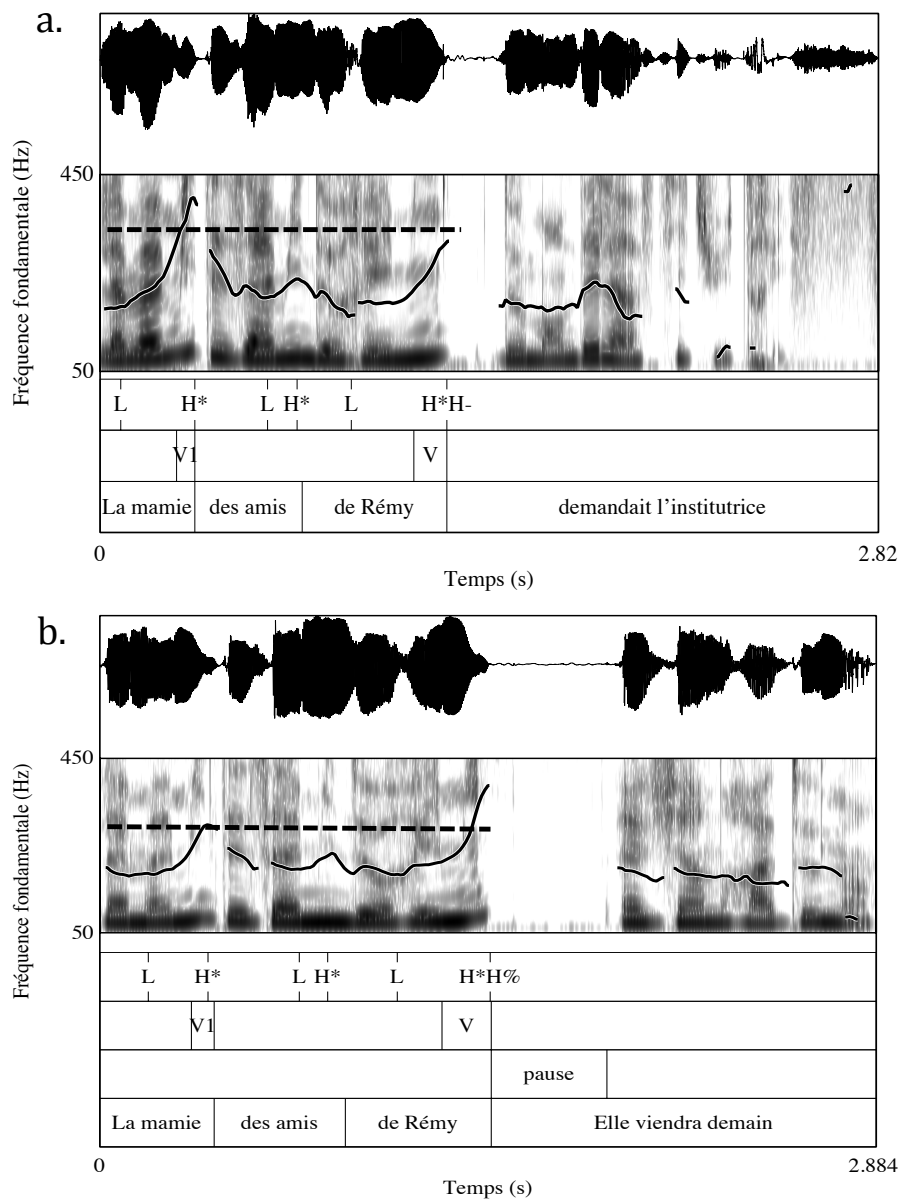 a.
450
Fréquence fondamentale (Hz)
50
L H* L H* L H*H-
V1 V
La mamie des amis de Rémy demandait l’institutrice
0 2.82
Temps (s)
b.
450
Fréquence fondamentale (Hz)
50
L H* L H* L H*H%
V1 V
pause
La mamie des amis de Rémy Elle viendra demain
0 2.884
Temps (s)